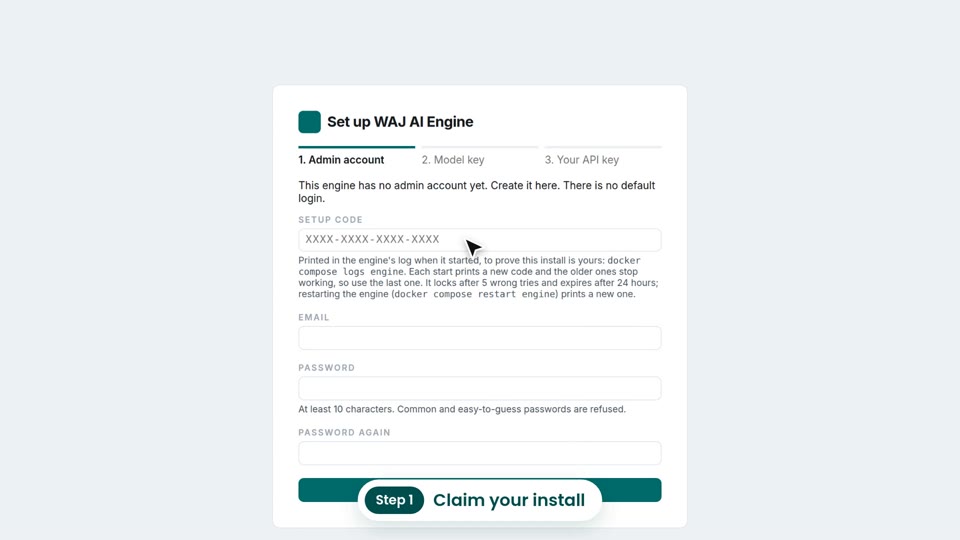 Set up WAJ AI Engine
1. Admin account
2. Model key
3. Your API key
This engine has no admin account yet. Create it here. There is no default
login.
SETUP CODE
XXXX-XXXX-XXXX-XXXX
Printed in the engine's log when it started, to prove this install is yours: docker
compose logs engine. Each start prints a new code and the older ones stop
working, so use the last one. It locks after 5 wrong tries and expires after 24 hours;
restarting the engine (docker compose restart engine) prints a new one.
EMAIL
PASSWORD
At least 10 characters. Common and easy-to-guess passwords are refused.
PASSWORD AGAIN
Step 1 Claim your install